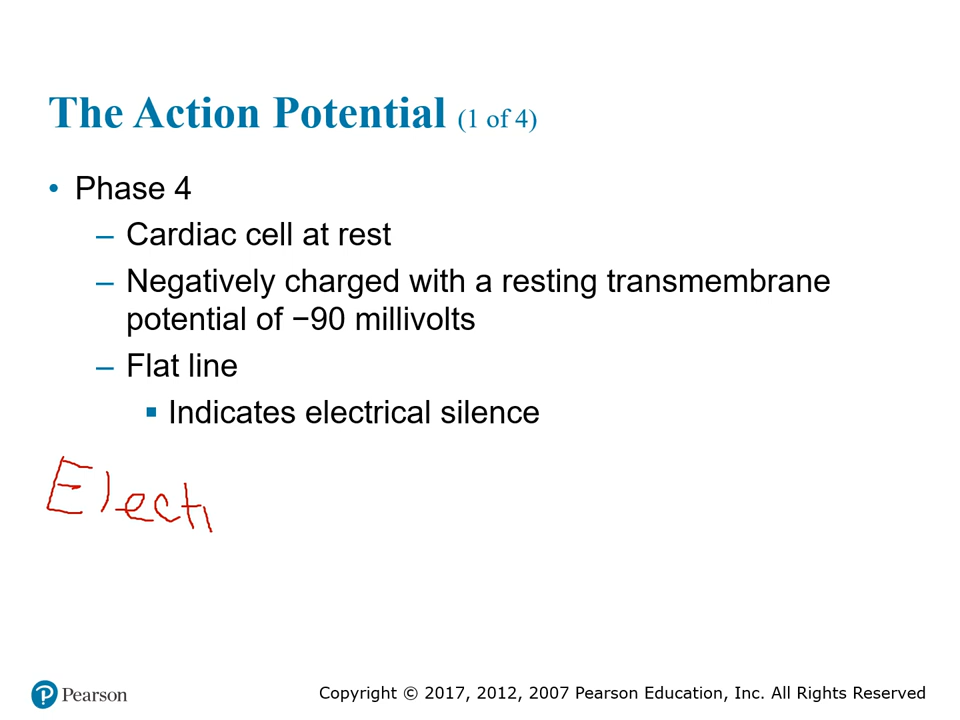 The Action Potential (1 of 4)
• Phase 4
– Cardiac cell at rest
– Negatively charged with a resting transmembrane
potential of −90 millivolts
– Flat line
▪ Indicates electrical silence
Elect
Pearson
Copyright © 2017, 2012, 2007 Pearson Education, Inc. All Rights Reserved